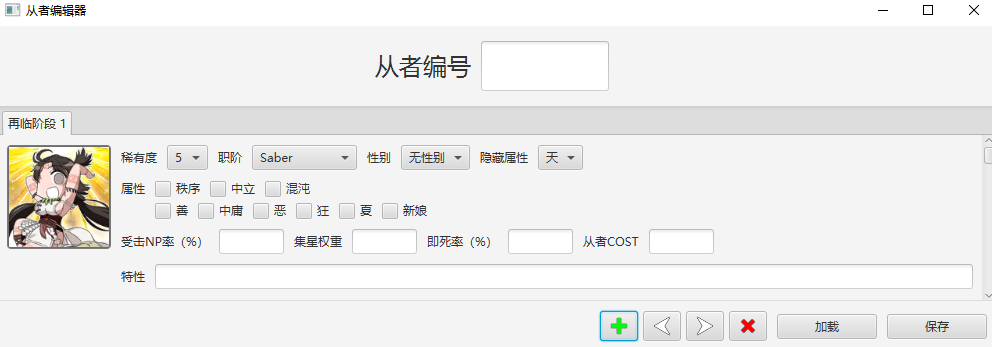 从者编辑器
从者编号
再临阶段 1
稀有度 5 职阶 Saber 性别 无性别 隐藏属性 天
属性 秩序 中立 混沌
善 中庸 恶 狂 夏 新娘
受击NP率（%） 集星权重 即死率（%） 从者COST
特性
加载 保存